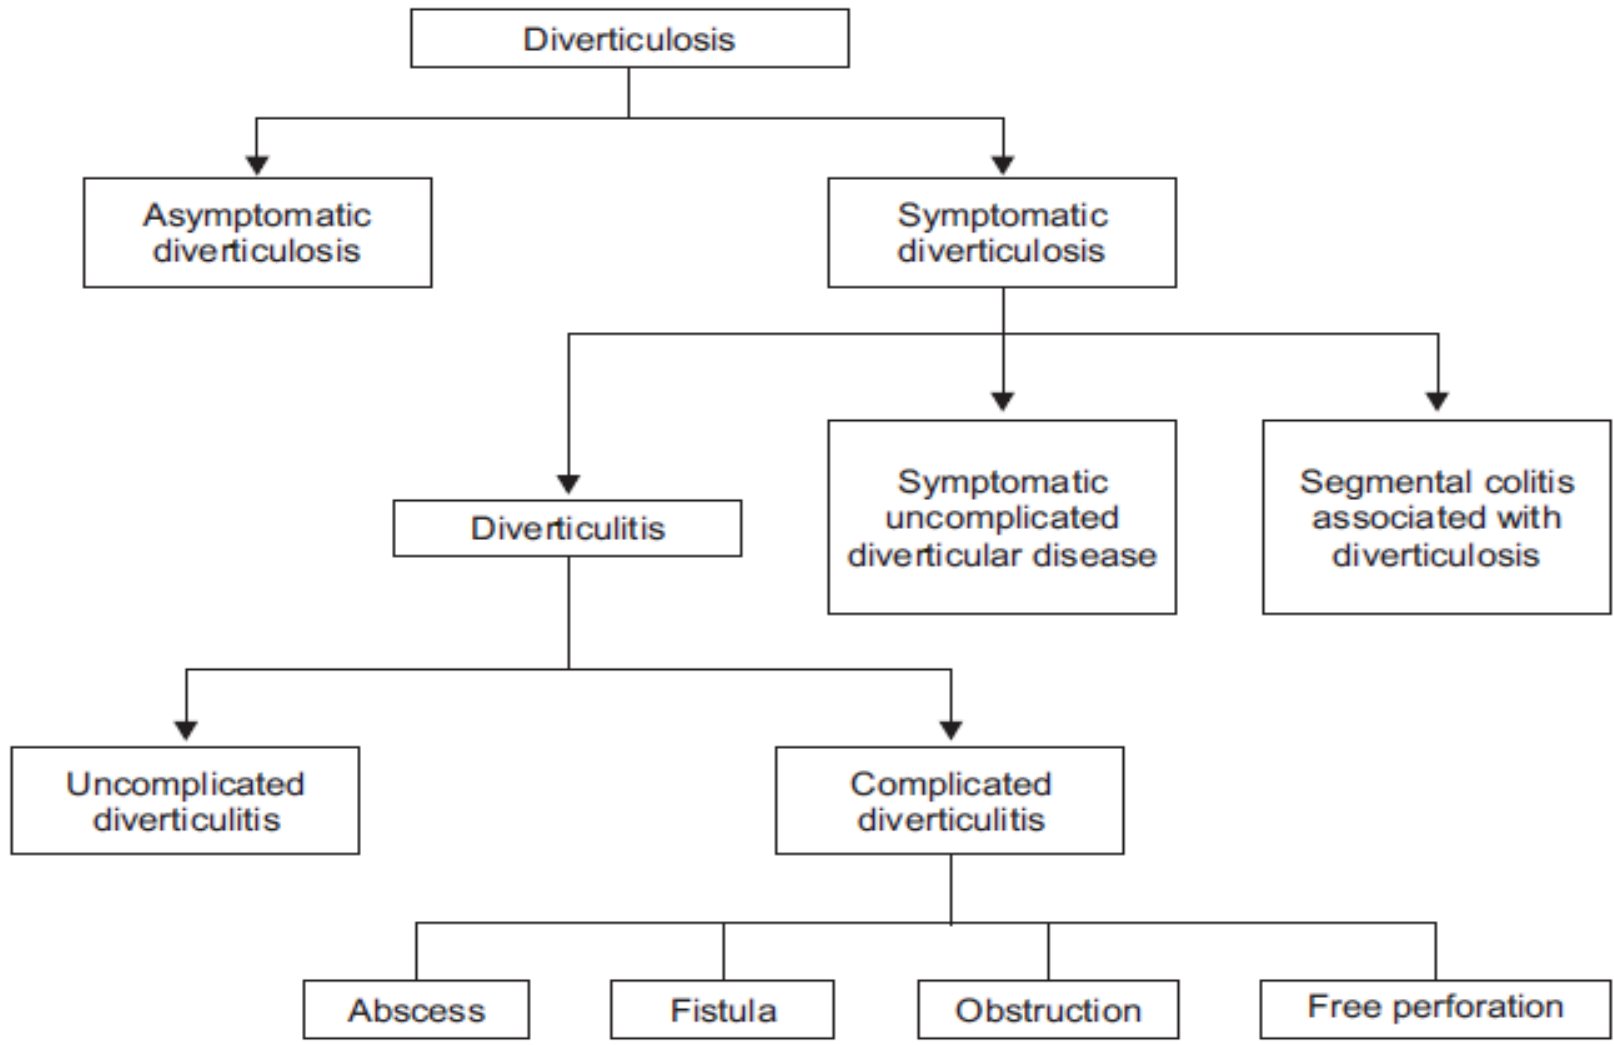 Diverticulosis
Asymptomatic
diverticulosis
Symptomatic
diverticulosis
Diverticulitis
Symptomatic
uncomplicated
diverticular disease
Segmental colitis
associated with
diverticulosis
Uncomplicated
diverticulitis
Complicated
diverticulitis
Abscess
Fistula
Obstruction
Free perforation